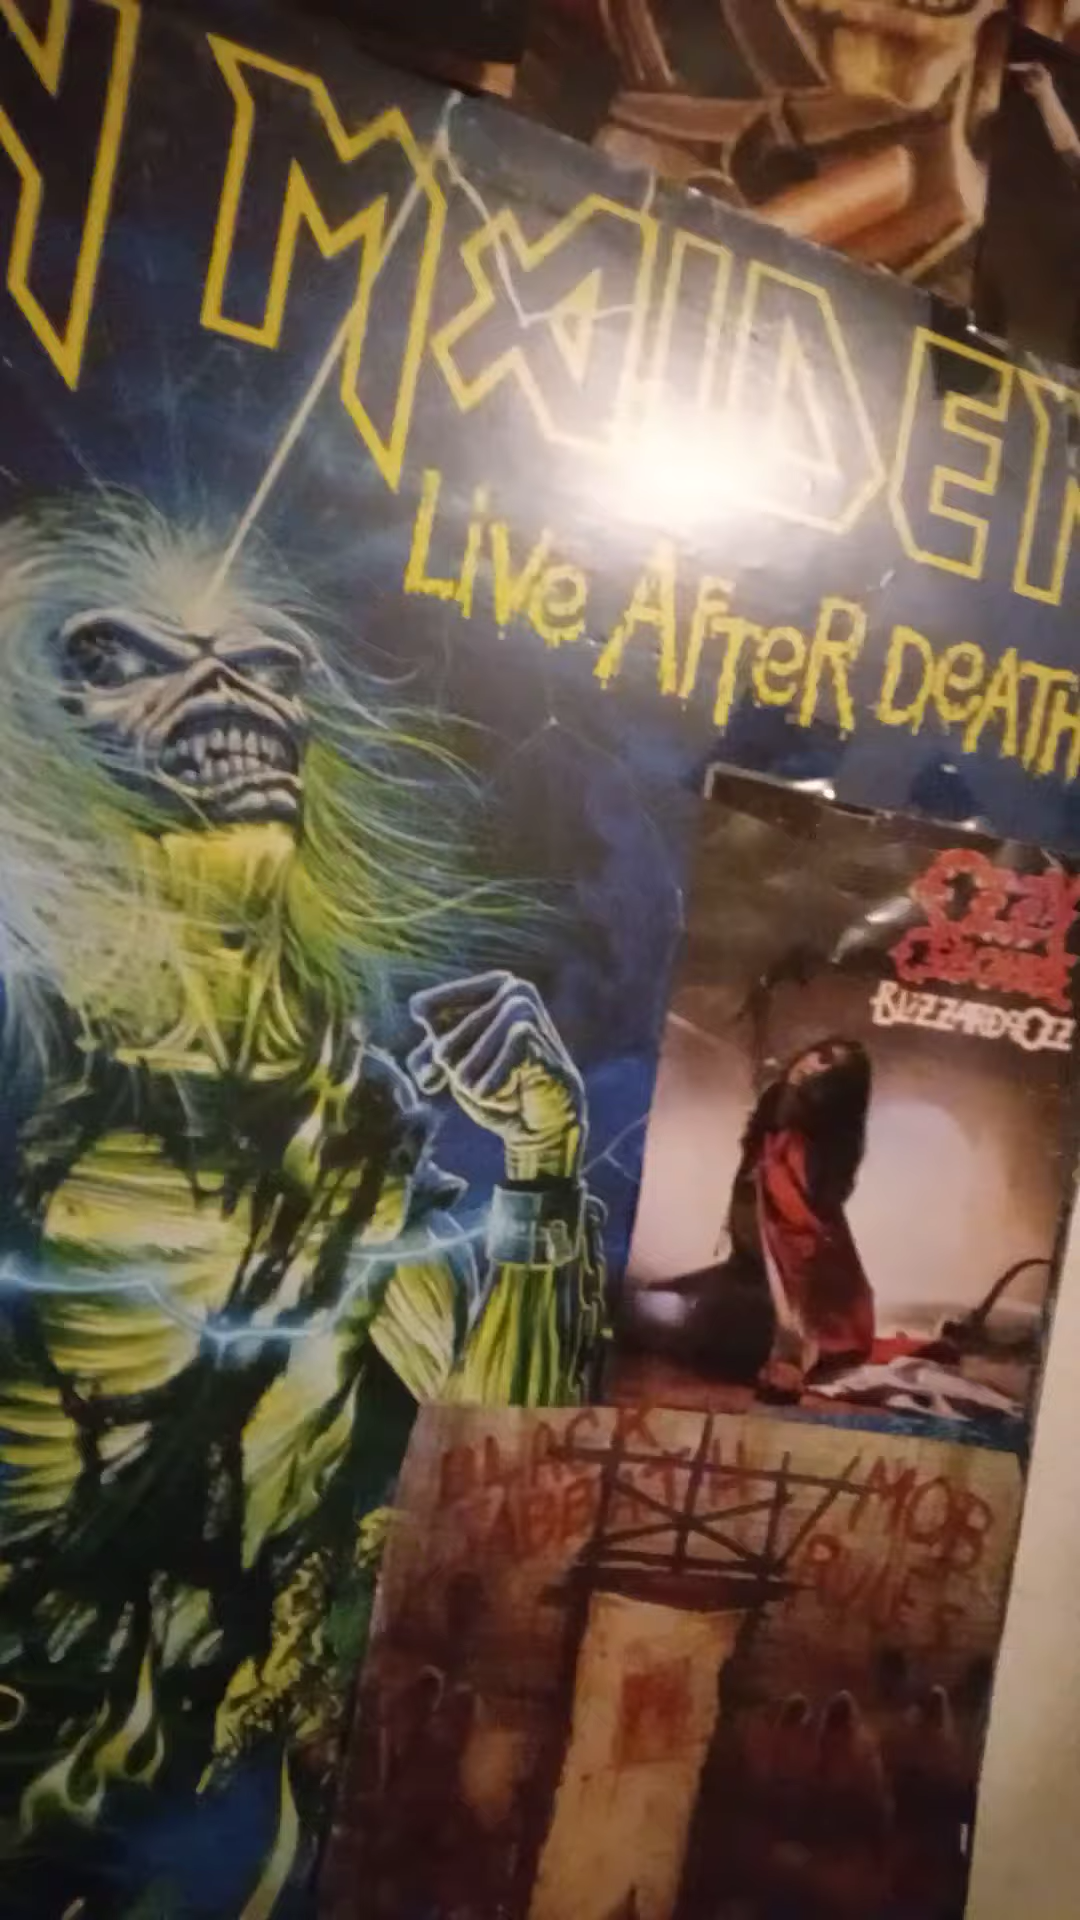 Y MAIDEN
LiVe AfTeR DeATH
Ozzy
Osbourne
BLIZZARD OF OZZ
BLACK
SABBATH
MOB
RULES